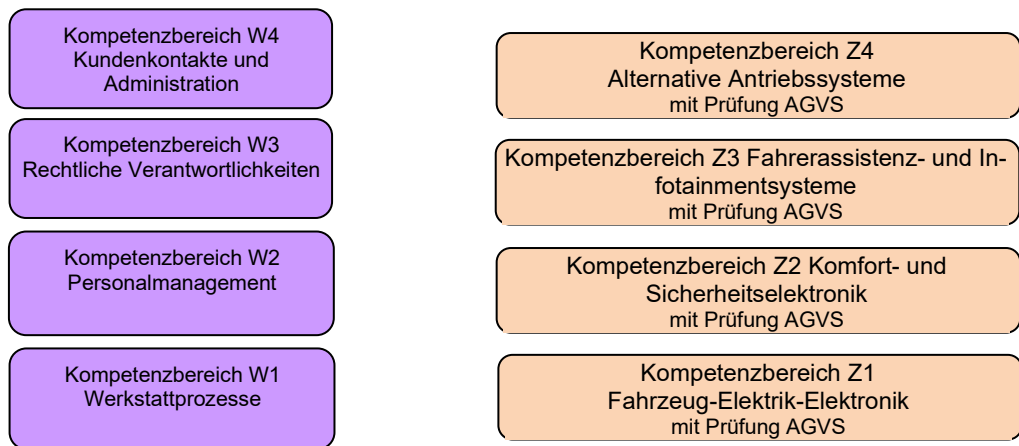 Kompetenzbereich W4
Kundenkontakte und
Administration
Kompetenzbereich W3
Rechtliche Verantwortlichkeiten
Kompetenzbereich W2
Personalmanagement
Kompetenzbereich W1
Werkstattprozesse
Kompetenzbereich Z4
Alternative Antriebssysteme
mit Prüfung AGVS
Kompetenzbereich Z3 Fahrerassistenz- und In-
fotainmentsysteme
mit Prüfung AGVS
Kompetenzbereich Z2 Komfort- und
Sicherheitselektronik
mit Prüfung AGVS
Kompetenzbereich Z1
Fahrzeug-Elektrik-Elektronik
mit Prüfung AGVS